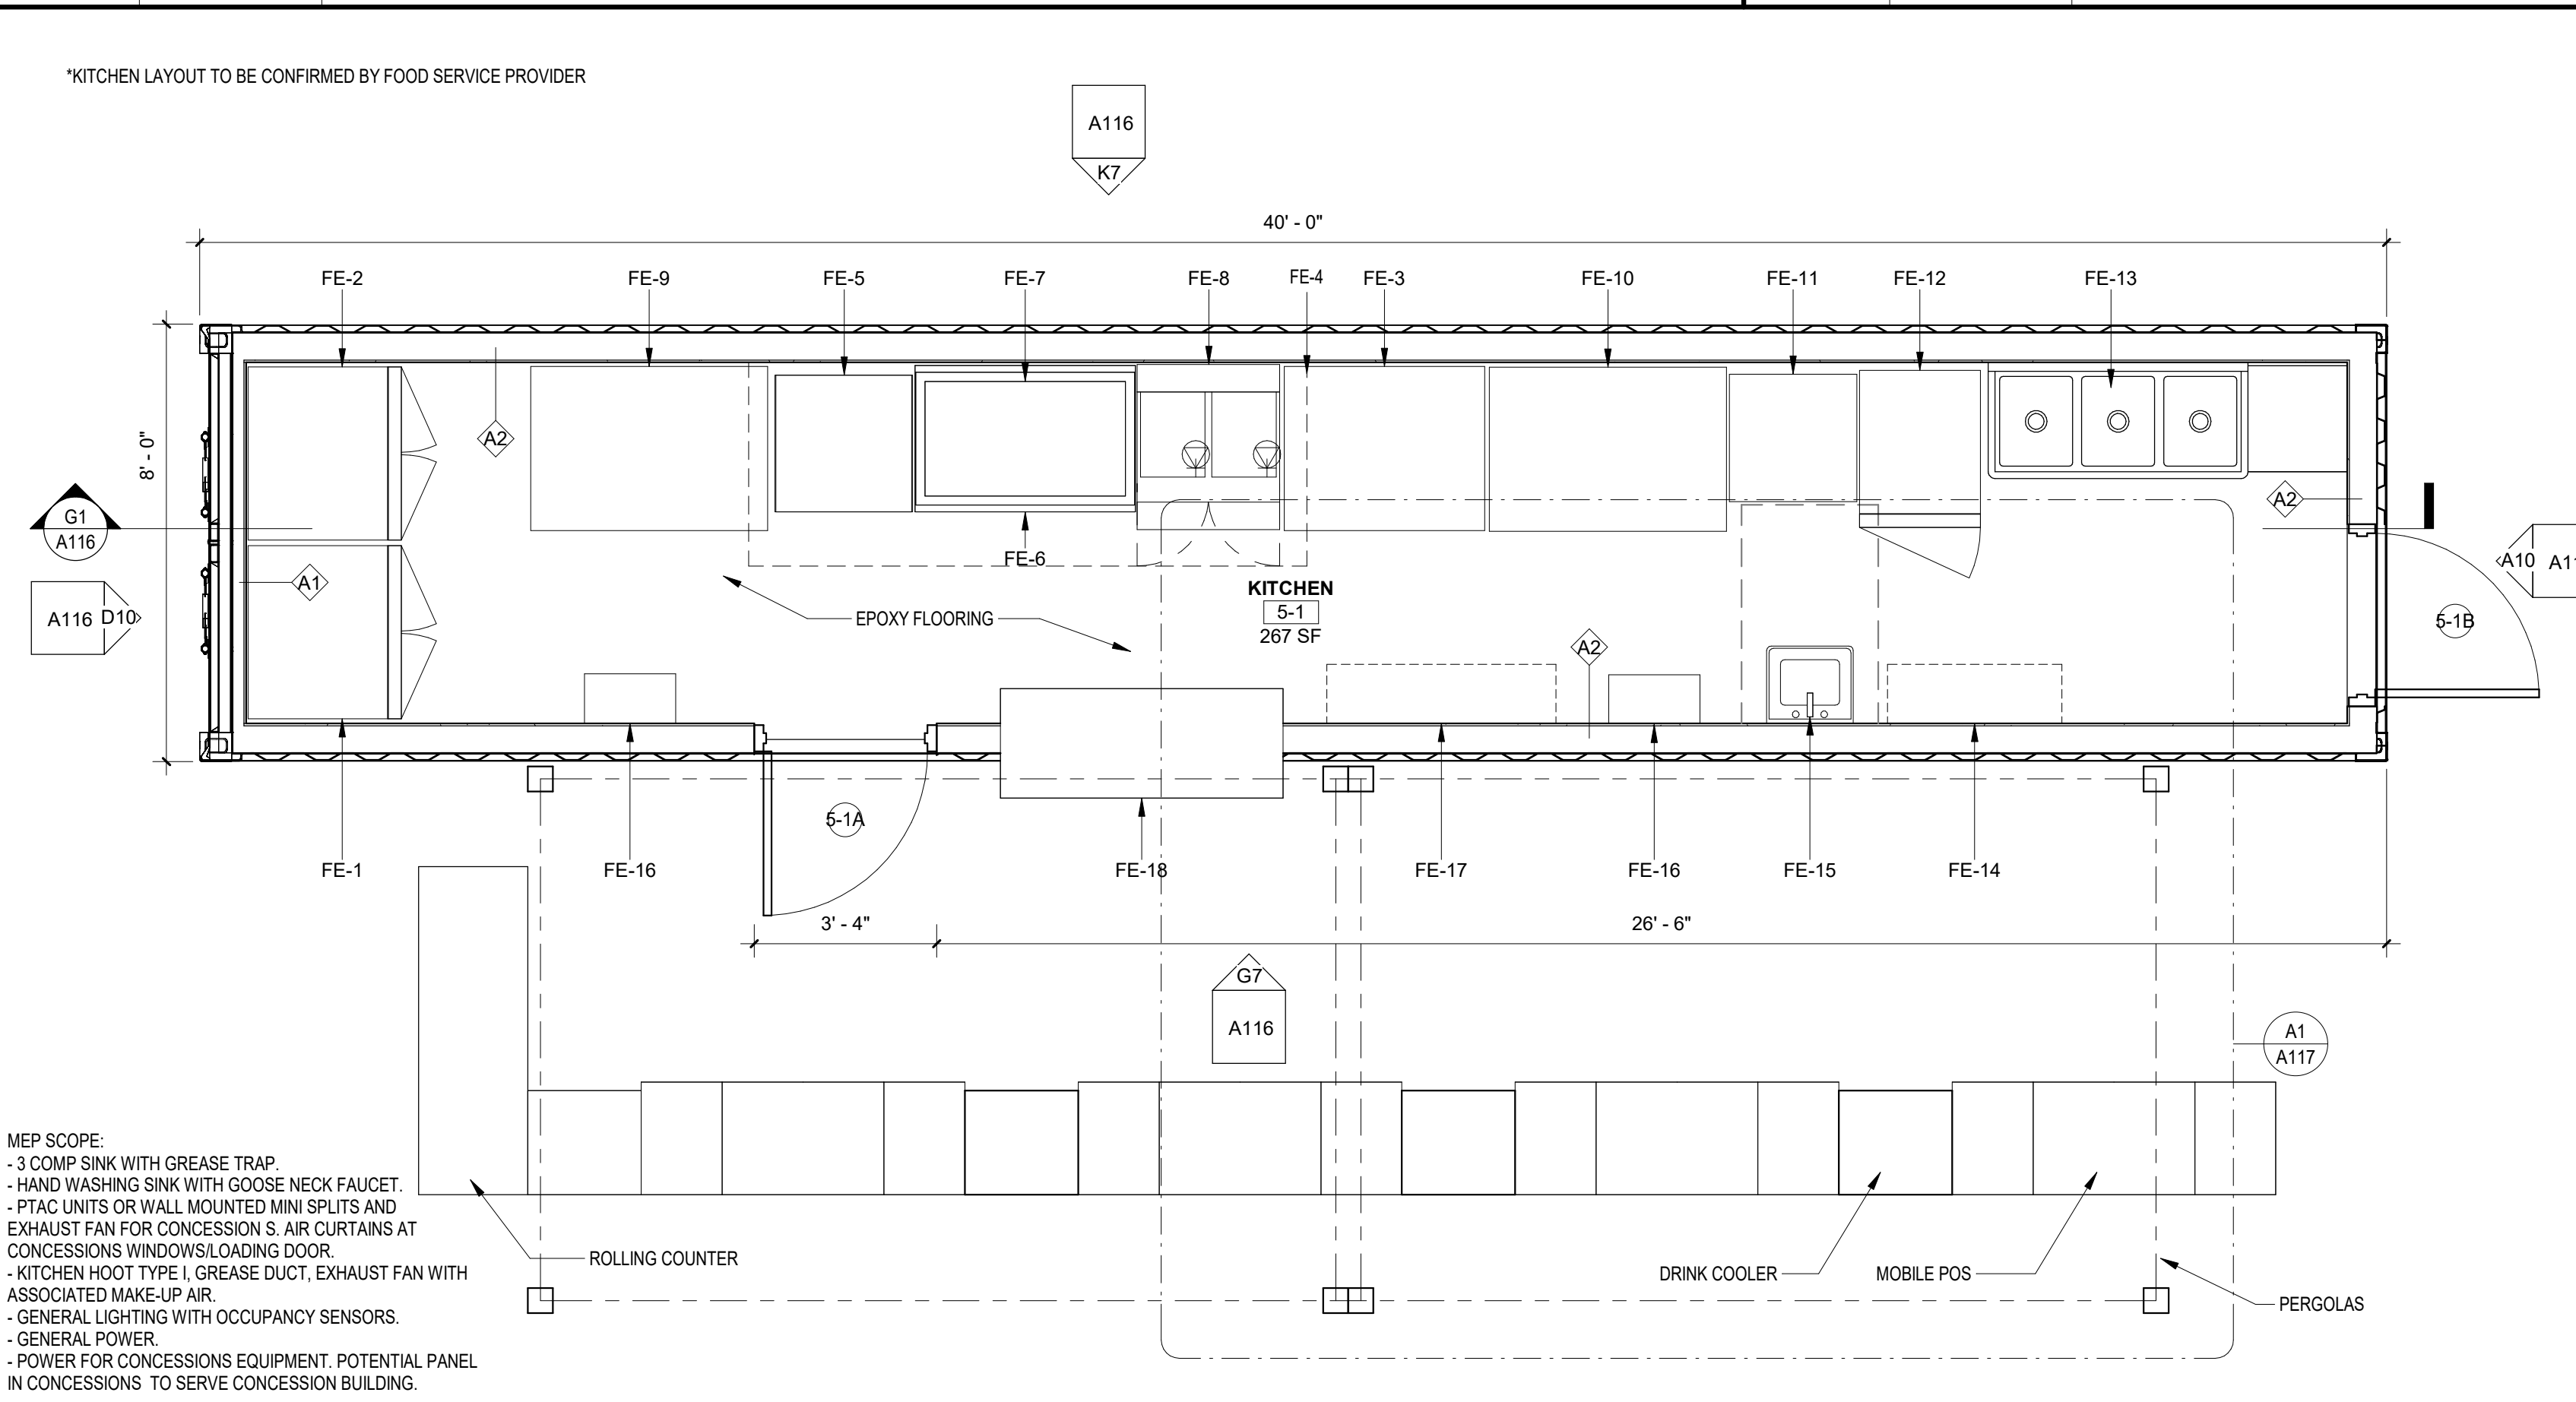 *KITCHEN LAYOUT TO BE CONFIRMED BY FOOD SERVICE PROVIDER
A116
K7
40' - 0"
FE-2
FE-9
FE-5
FE-7
FE-8
FE-4
FE-3
FE-10
FE-11
FE-12
FE-13
8' - 0"
A2
G1
A116
A2
FE-6
A10
A1
KITCHEN
5-1
267 SF
A116
D10
EPOXY FLOORING
A2
5-1B
5-1A
FE-1
FE-16
FE-18
FE-17
FE-16
FE-15
FE-14
3' - 4"
26' - 6"
G7
A116
A1
A117
MEP SCOPE:
- 3 COMP SINK WITH GREASE TRAP.
- HAND WASHING SINK WITH GOOSE NECK FAUCET.
- PTAC UNITS OR WALL MOUNTED MINI SPLITS AND
EXHAUST FAN FOR CONCESSION S. AIR CURTAINS AT
CONCESSIONS WINDOWS/LOADING DOOR.
- KITCHEN HOOT TYPE I, GREASE DUCT, EXHAUST FAN WITH
ASSOCIATED MAKE-UP AIR.
- GENERAL LIGHTING WITH OCCUPANCY SENSORS.
- GENERAL POWER.
- POWER FOR CONCESSIONS EQUIPMENT. POTENTIAL PANEL
IN CONCESSIONS TO SERVE CONCESSION BUILDING.
ROLLING COUNTER
DRINK COOLER
MOBILE POS
PERGOLAS